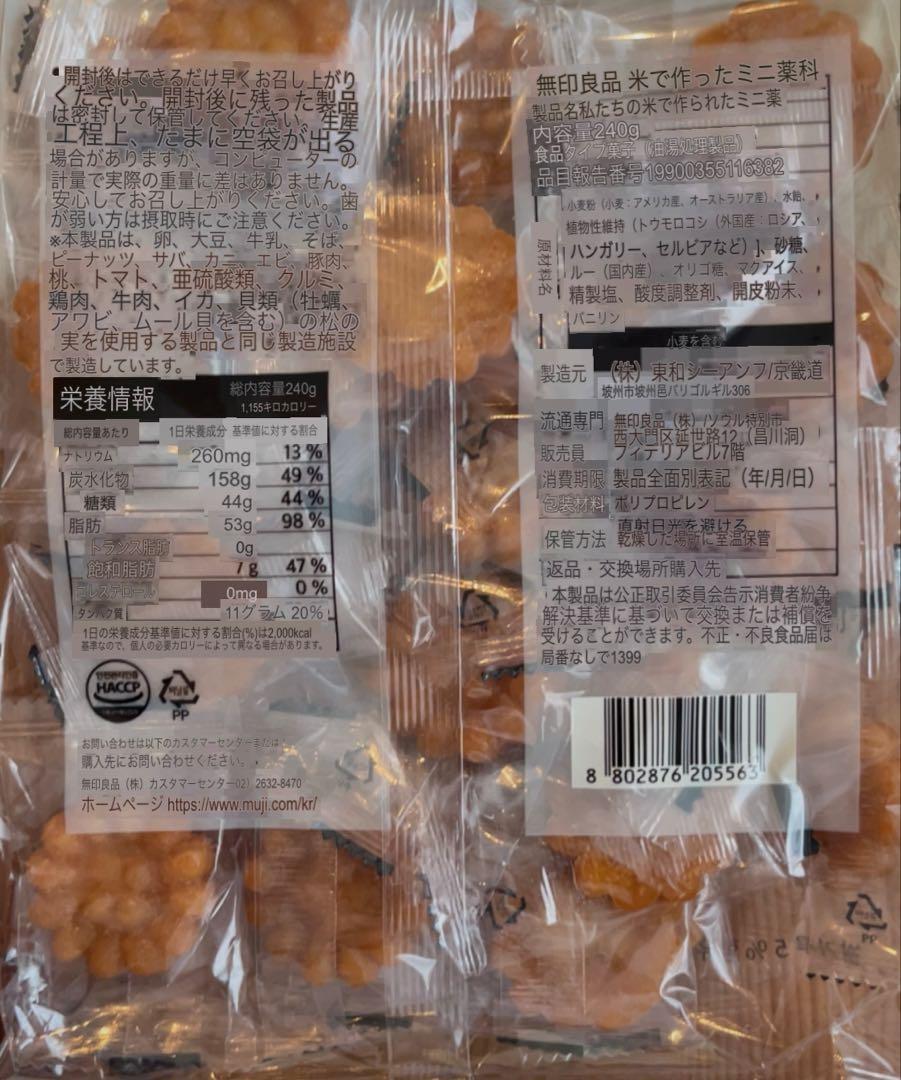 開封後はできるだけ早くお召し上がり
ください。開封後に残った製品
は密封して保管してください。生産
工程上、たまに空袋が出る
場合がありますが、コンピューターの
計量で実際の重量に差はありません。
安心してお召し上がりください。歯
が弱い方は摂取時にご注意ください。
※本製品は、卵、大豆、牛乳、そば、
ピーナッツ、サバ、カニ、エビ、豚肉、
桃、トマト、亜硫酸類、クルミ、
鶏肉、牛肉、イカ、貝類（牡蠣、
アワビ、ムール貝を含む）の松の
実を使用する製品と同じ製造施設
で製造しています。
栄養情報
総内容量240g
1,155キロカロリー
総内容量あたり
1日栄養成分 基準値に対する割合
ナトリウム 260mg 13 %
炭水化物 158g 49 %
糖類 44g 44 %
脂肪 53g 98 %
トランス脂肪 0g
飽和脂肪 7 g 47 %
コレステロール 0mg 0 %
タンパク質 11グラム 20%
1日の栄養成分基準値に対する割合(%)は2,000kcal
基準なので、個人の必要カロリーによって異なる場合があります。
HACCP
PP
お問い合わせは以下のカスタマーセンターまたは
購入先にお問い合わせください。
無印良品（株）カスタマーセンター02）2632-8470
ホームページ https://www.muji.com/kr/
無印良品 米で作ったミニ薬科
製品名私たちの米で作られたミニ薬
内容量240g
食品タイプ菓子（油湯処理製品）
品目報告番号19900355116382
原材料名
小麦粉（小麦：アメリカ産、オーストラリア産）、水飴、
植物性維持（トウモロコシ（外国産：ロシア、
ハンガリー、セルビアなど）]、砂糖、
ルー（国内産）、オリゴ糖、マクアイス、
精製塩、酸度調整剤、開皮粉末、
バニリン
小麦を含む
製造元 （株）東和シーアンフ/京畿道
坡州市坡州邑パリゴルギル306
流通専門 無印良品（株）/ソウル特別市
西大門区延世路12（昌川洞）
販売員 フイテリアビル7階
消費期限 製品全面別表記（年/月/日）
包装材料 ポリプロピレン
直射日光を避ける
保管方法 乾燥した場所に室温保管
返品・交換場所購入先
本製品は公正取引委員会告示消費者紛争
解決基準に基づいて交換または補償を
受けることができます。不正・不良食品届は
局番なしで1399
8 802876 205563
PP